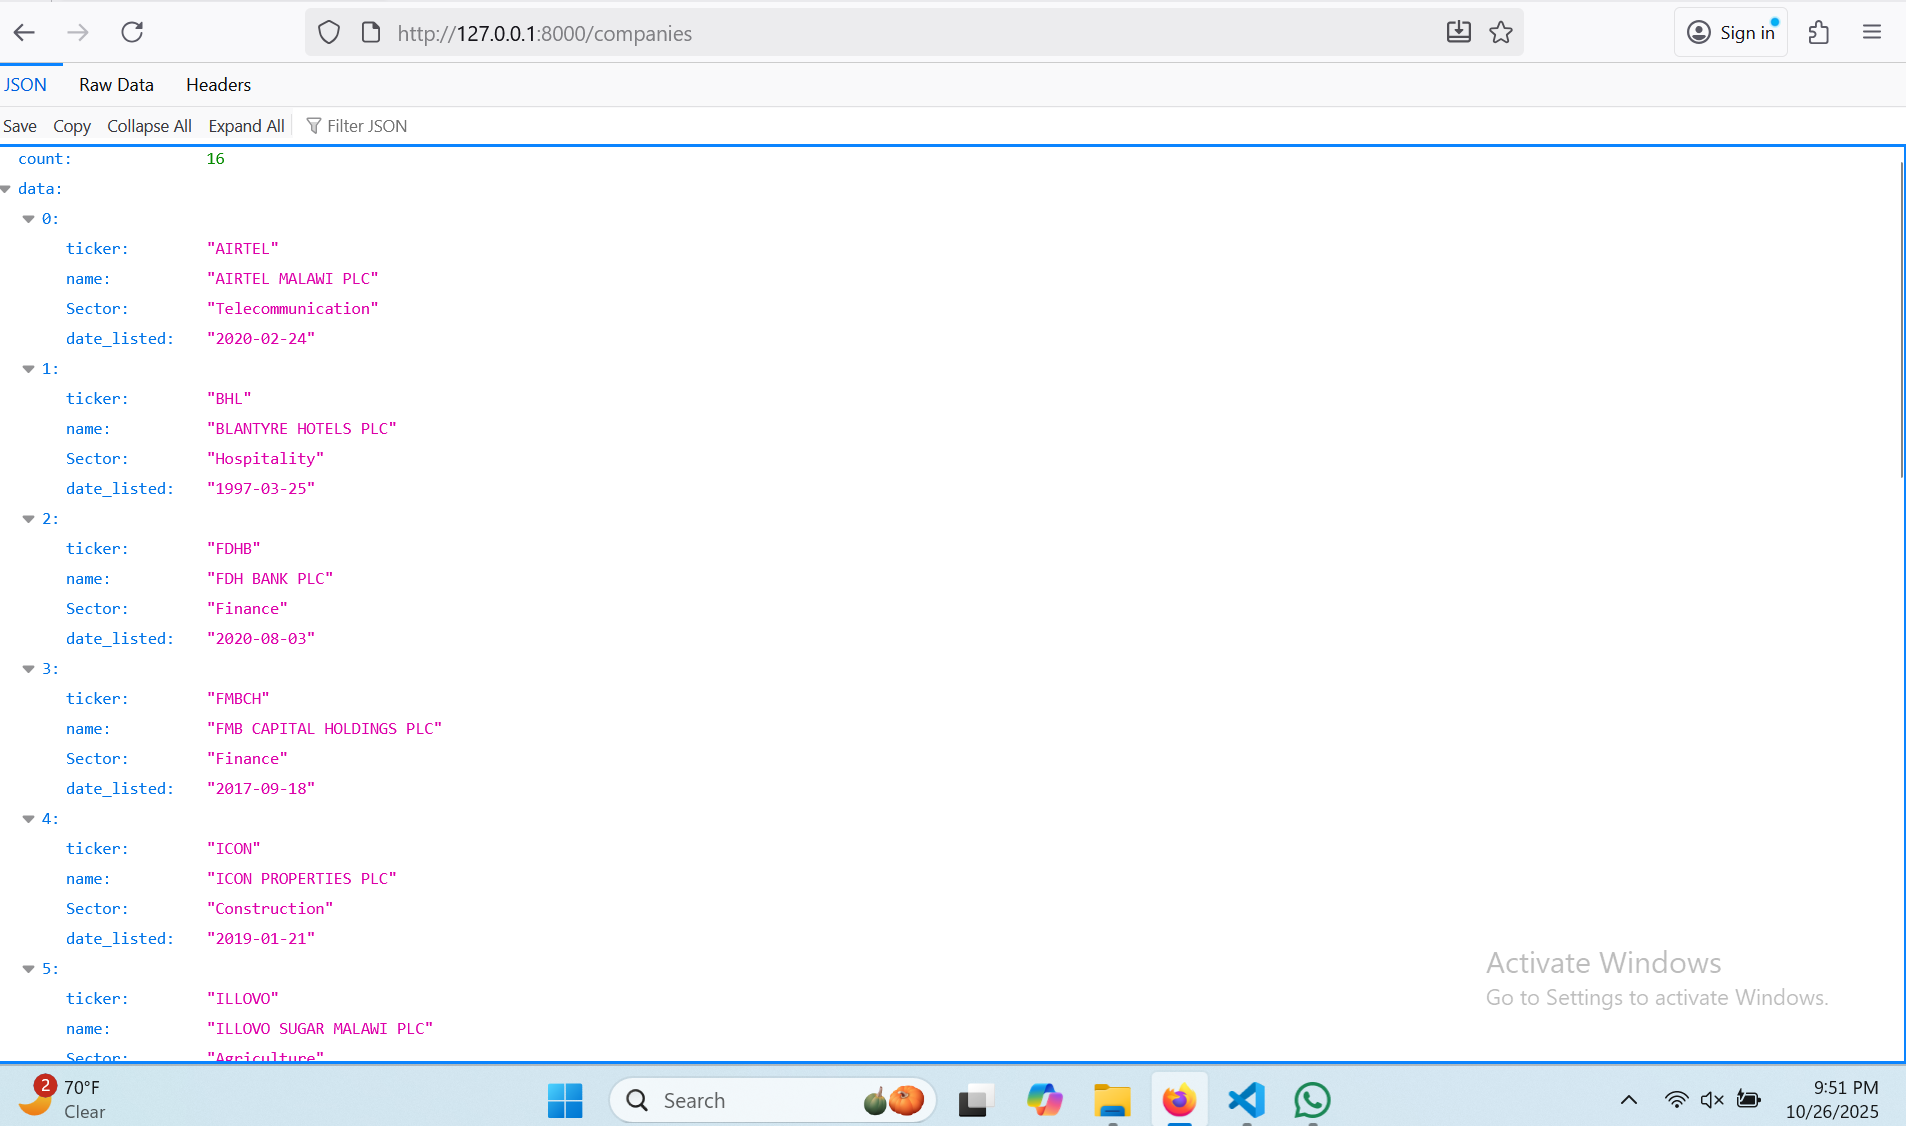 http://127.0.0.1:8000/companies
Sign in
JSON Raw Data Headers
Save Copy Collapse All Expand All Filter JSON
count: 16
data:
0:
ticker: "AIRTEL"
name: "AIRTEL MALAWI PLC"
Sector: "Telecommunication"
date_listed: "2020-02-24"
1:
ticker: "BHL"
name: "BLANTYRE HOTELS PLC"
Sector: "Hospitality"
date_listed: "1997-03-25"
2:
ticker: "FDHB"
name: "FDH BANK PLC"
Sector: "Finance"
date_listed: "2020-08-03"
3:
ticker: "FMBCH"
name: "FMB CAPITAL HOLDINGS PLC"
Sector: "Finance"
date_listed: "2017-09-18"
4:
ticker: "ICON"
name: "ICON PROPERTIES PLC"
Sector: "Construction"
date_listed: "2019-01-21"
5:
ticker: "ILLOVO"
name: "ILLOVO SUGAR MALAWI PLC"
Sector: "Agriculture"
Activate Windows
Go to Settings to activate Windows.
2
70°F
Clear
Search
9:51 PM
10/26/2025